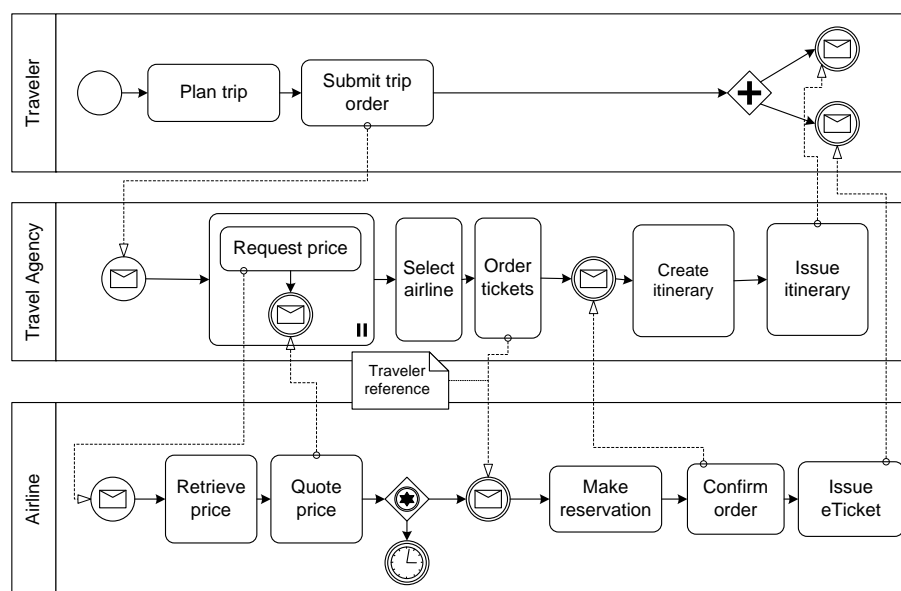 Traveler
Plan trip
Submit trip
order
Travel Agency
Request price
Select
airline
Order
tickets
Create
itinerary
Issue
itinerary
Traveler
reference
Airline
Retrieve
price
Quote
price
Make
reservation
Confirm
order
Issue
eTicket